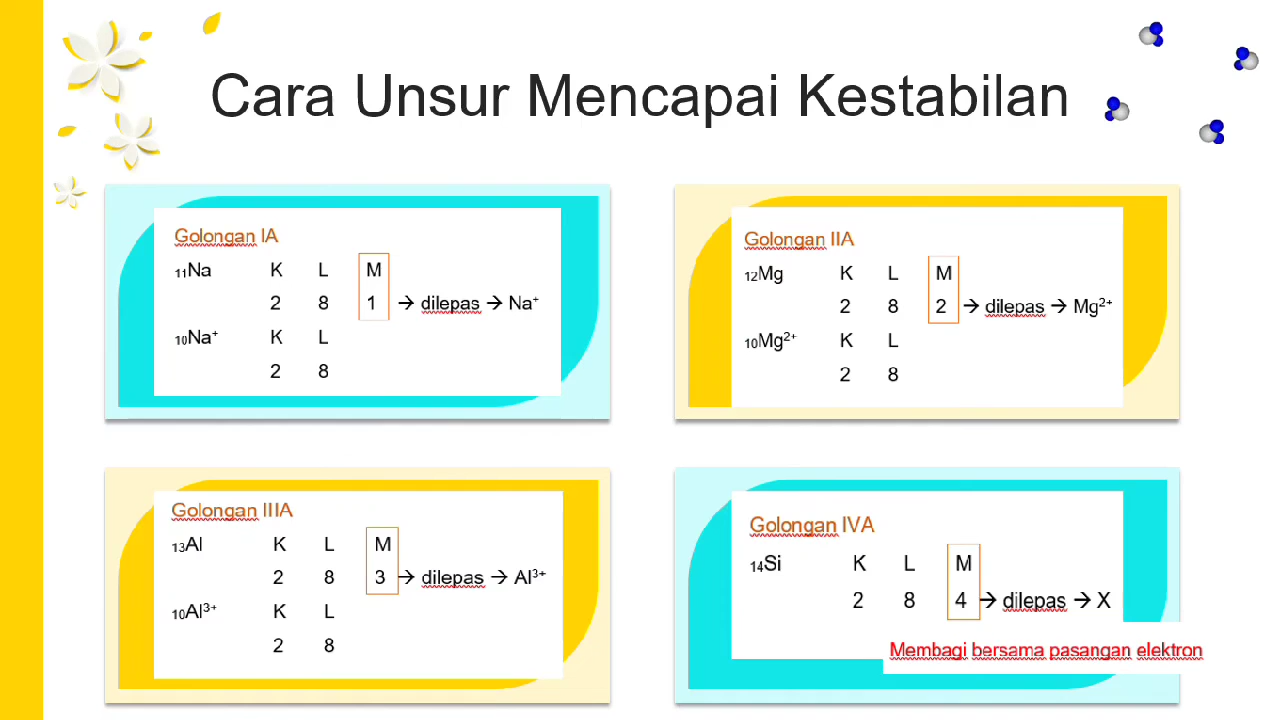 Cara Unsur Mencapai Kestabilan
Golongan IA
₁₁Na K L M
2 8 1 → dilepas → Na⁺
₁₀Na⁺ K L
2 8
Golongan IIA
₁₂Mg K L M
2 8 2 → dilepas → Mg²⁺
₁₀Mg²⁺ K L
2 8
Golongan IIIA
₁₃Al K L M
2 8 3 → dilepas → Al³⁺
₁₀Al³⁺ K L
2 8
Golongan IVA
₁₄Si K L M
2 8 4 → dilepas → X
Membagi bersama pasangan elektron